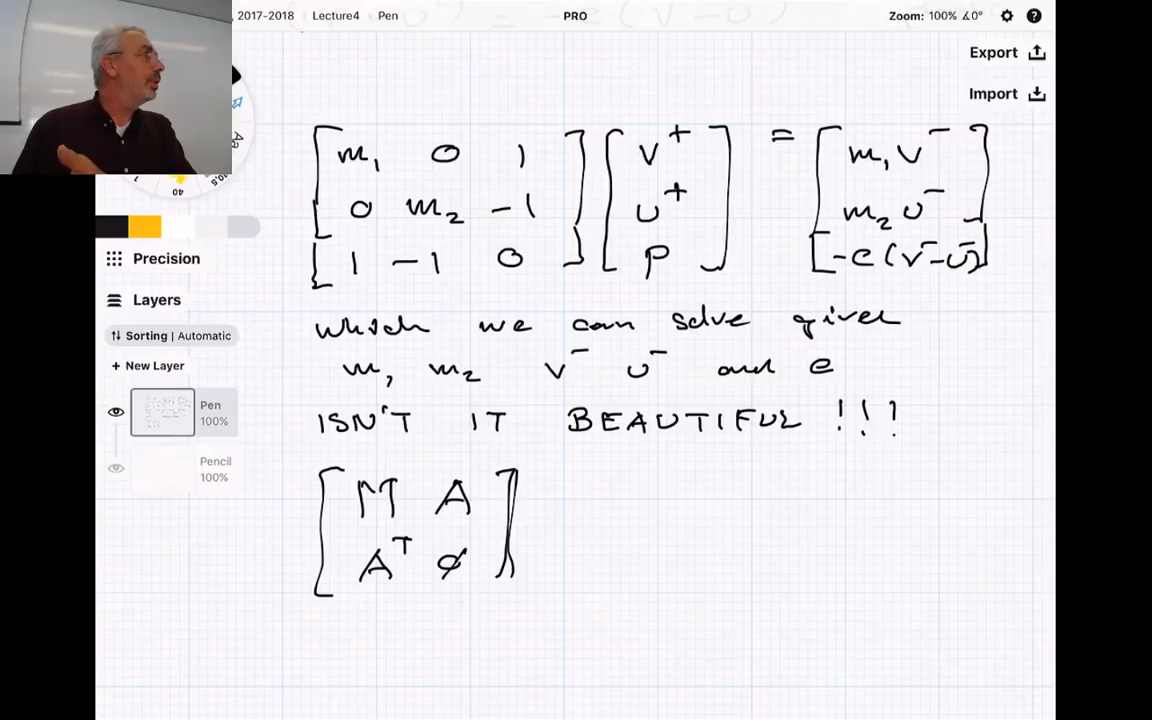 2017-2018 Lecture4 Pen PRO Zoom: 100% ∡0°
Export
Import
[m₁ 0 1] [v⁺] = [m₁v⁻]
[0 m₂ -1] [u⁺] [m₂u⁻]
[1 -1 0] [p] [-e(v⁻-u⁻)]
which we can solve given
m₁ m₂ v⁻ u⁻ and e
ISN'T IT BEAUTIFUL !!!
[M A]
[Aᵀ ∅]
40
Precision
Layers
Sorting | Automatic
+ New Layer
Pen
100%
Pencil
100%